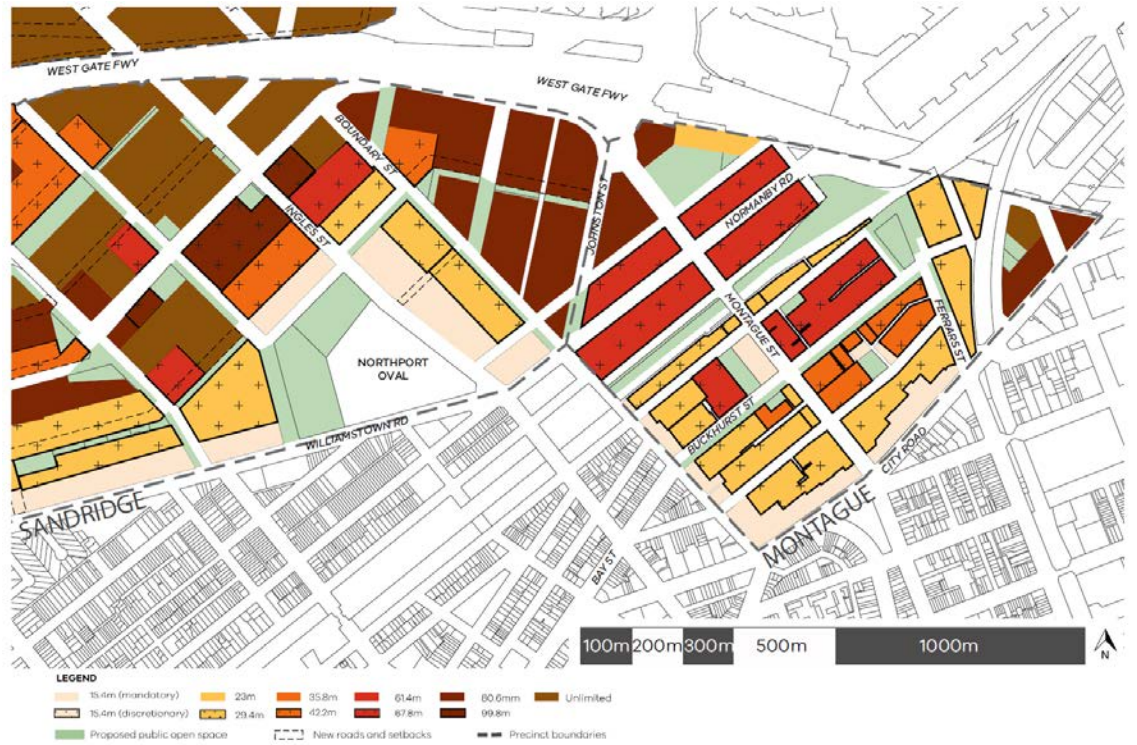 WEST GATE FWY
WEST GATE FWY
BOUNDARY ST
INGLES ST
JOHNSTON ST
NORMANBY RD
MONTAGUE ST
FERRARS ST
NORTHPORT
OVAL
BUCKHURST ST
WILLIAMSTOWN RD
CITY ROAD
SANDRIDGE
MONTAGUE
BAY ST
100m 200m 300m 500m 1000m
N
LEGEND
15.4m (mandatory) 23m 35.8m 61.4m 80.6mm Unlimited
15.4m (discretionary) 29.4m 42.2m 67.8m 99.8m
Proposed public open space New roads and setbacks Precinct boundaries